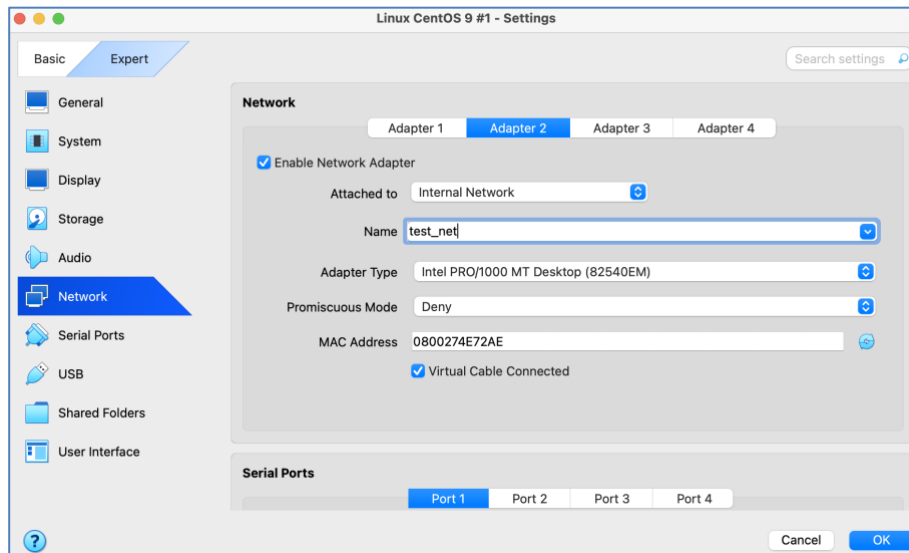 Linux CentOS 9 #1 - Settings
Basic Expert
Search settings
General
System
Display
Storage
Audio
Network
Serial Ports
USB
Shared Folders
User Interface
Network
Adapter 1 Adapter 2 Adapter 3 Adapter 4
Enable Network Adapter
Attached to Internal Network
Name test_net
Adapter Type Intel PRO/1000 MT Desktop (82540EM)
Promiscuous Mode Deny
MAC Address 0800274E72AE
Virtual Cable Connected
Serial Ports
Port 1 Port 2 Port 3 Port 4
?
Cancel OK